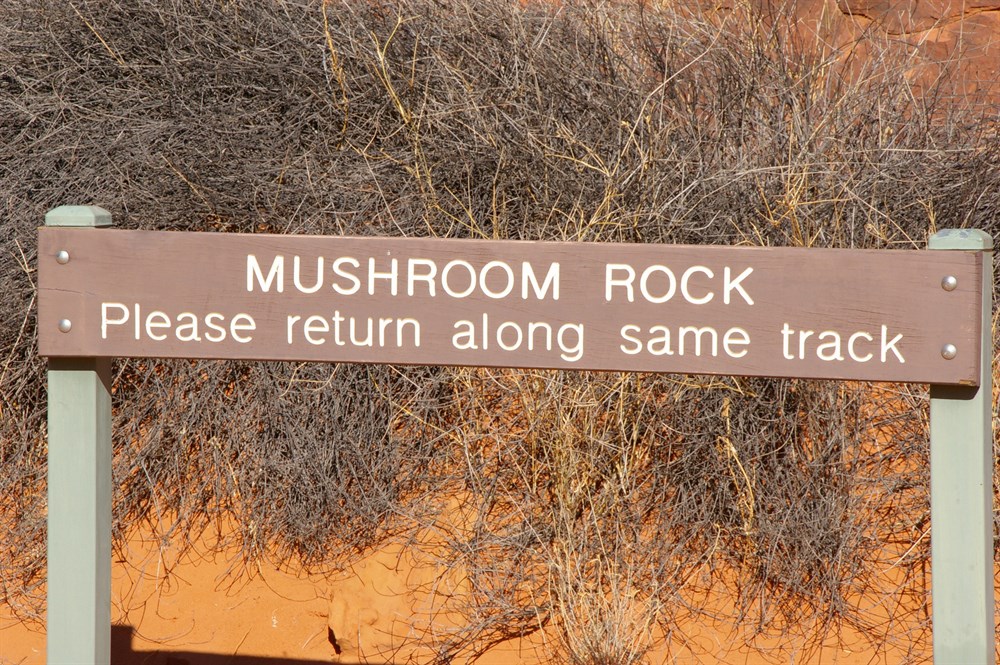 MUSHROOM ROCK
Please return along same track